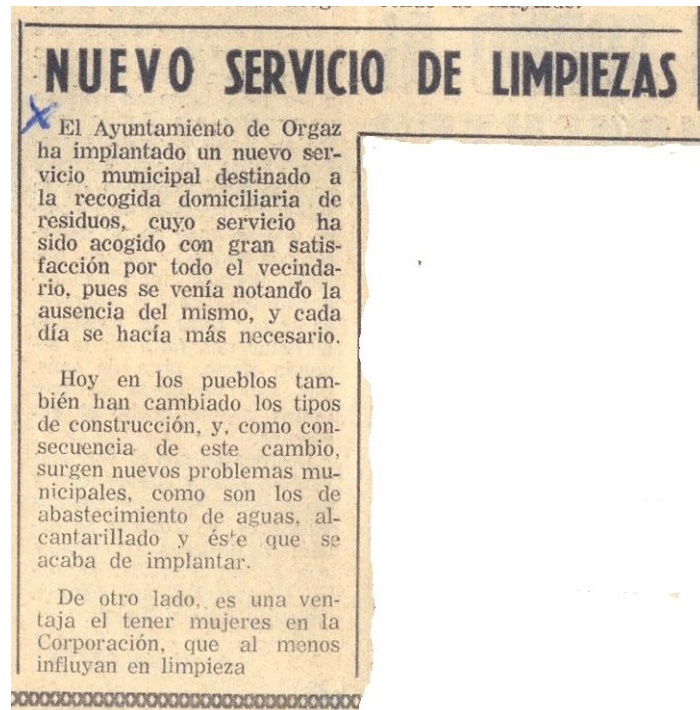 NUEVO SERVICIO DE LIMPIEZAS
El Ayuntamiento de Orgaz
ha implantado un nuevo ser-
vicio municipal destinado a
la recogida domiciliaria de
residuos, cuyo servicio ha
sido acogido con gran satis-
facción por todo el vecinda-
rio, pues se venía notando la
ausencia del mismo, y cada
día se hacía más necesario.
Hoy en los pueblos tam-
bién han cambiado los tipos
de construcción, y, como con-
secuencia de este cambio,
surgen nuevos problemas mu-
nicipales, como son los de
abastecimiento de aguas, al-
cantarillado y éste que se
acaba de implantar.
De otro lado, es una ven-
taja el tener mujeres en la
Corporación, que al menos
influyan en limpieza